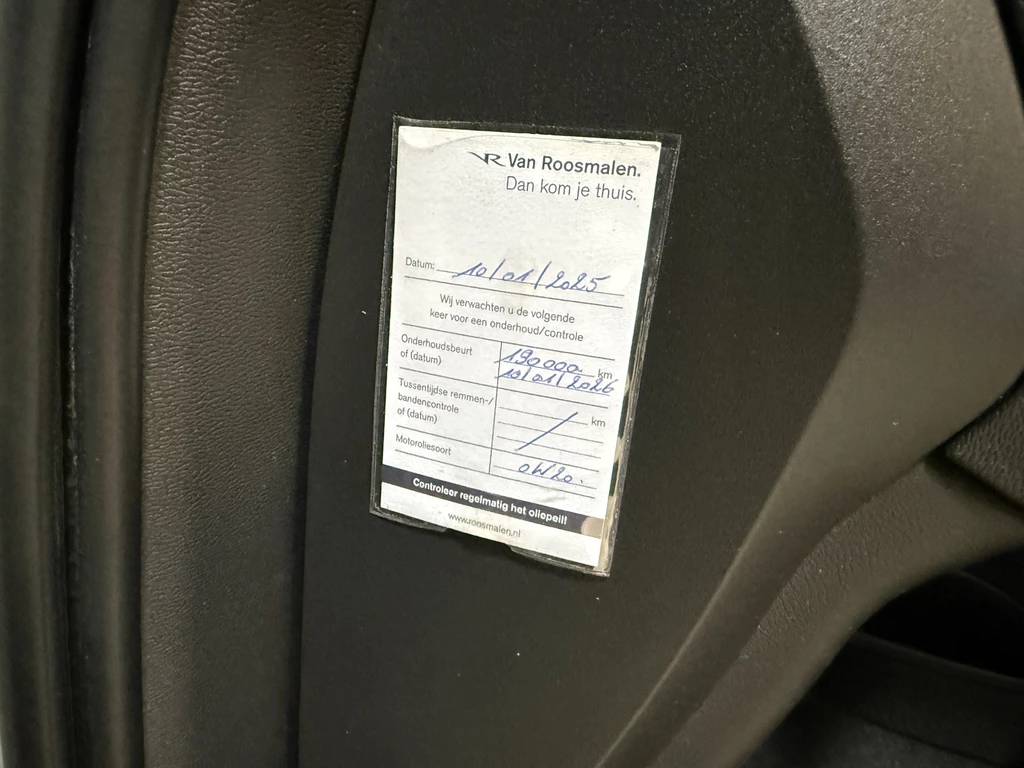 VR Van Roosmalen.
Dan kom je thuis.
Datum: 10/01/2025
Wij verwachten u de volgende
keer voor een onderhoud/controle
Onderhoudsbeurt 190000 km
of (datum) 10/01/2026
Tussentijdse remmen-/
bandencontrole / km
of (datum)
Motoroliesoort 0W20.
Controleer regelmatig het oliepeil!
www.roosmalen.nl